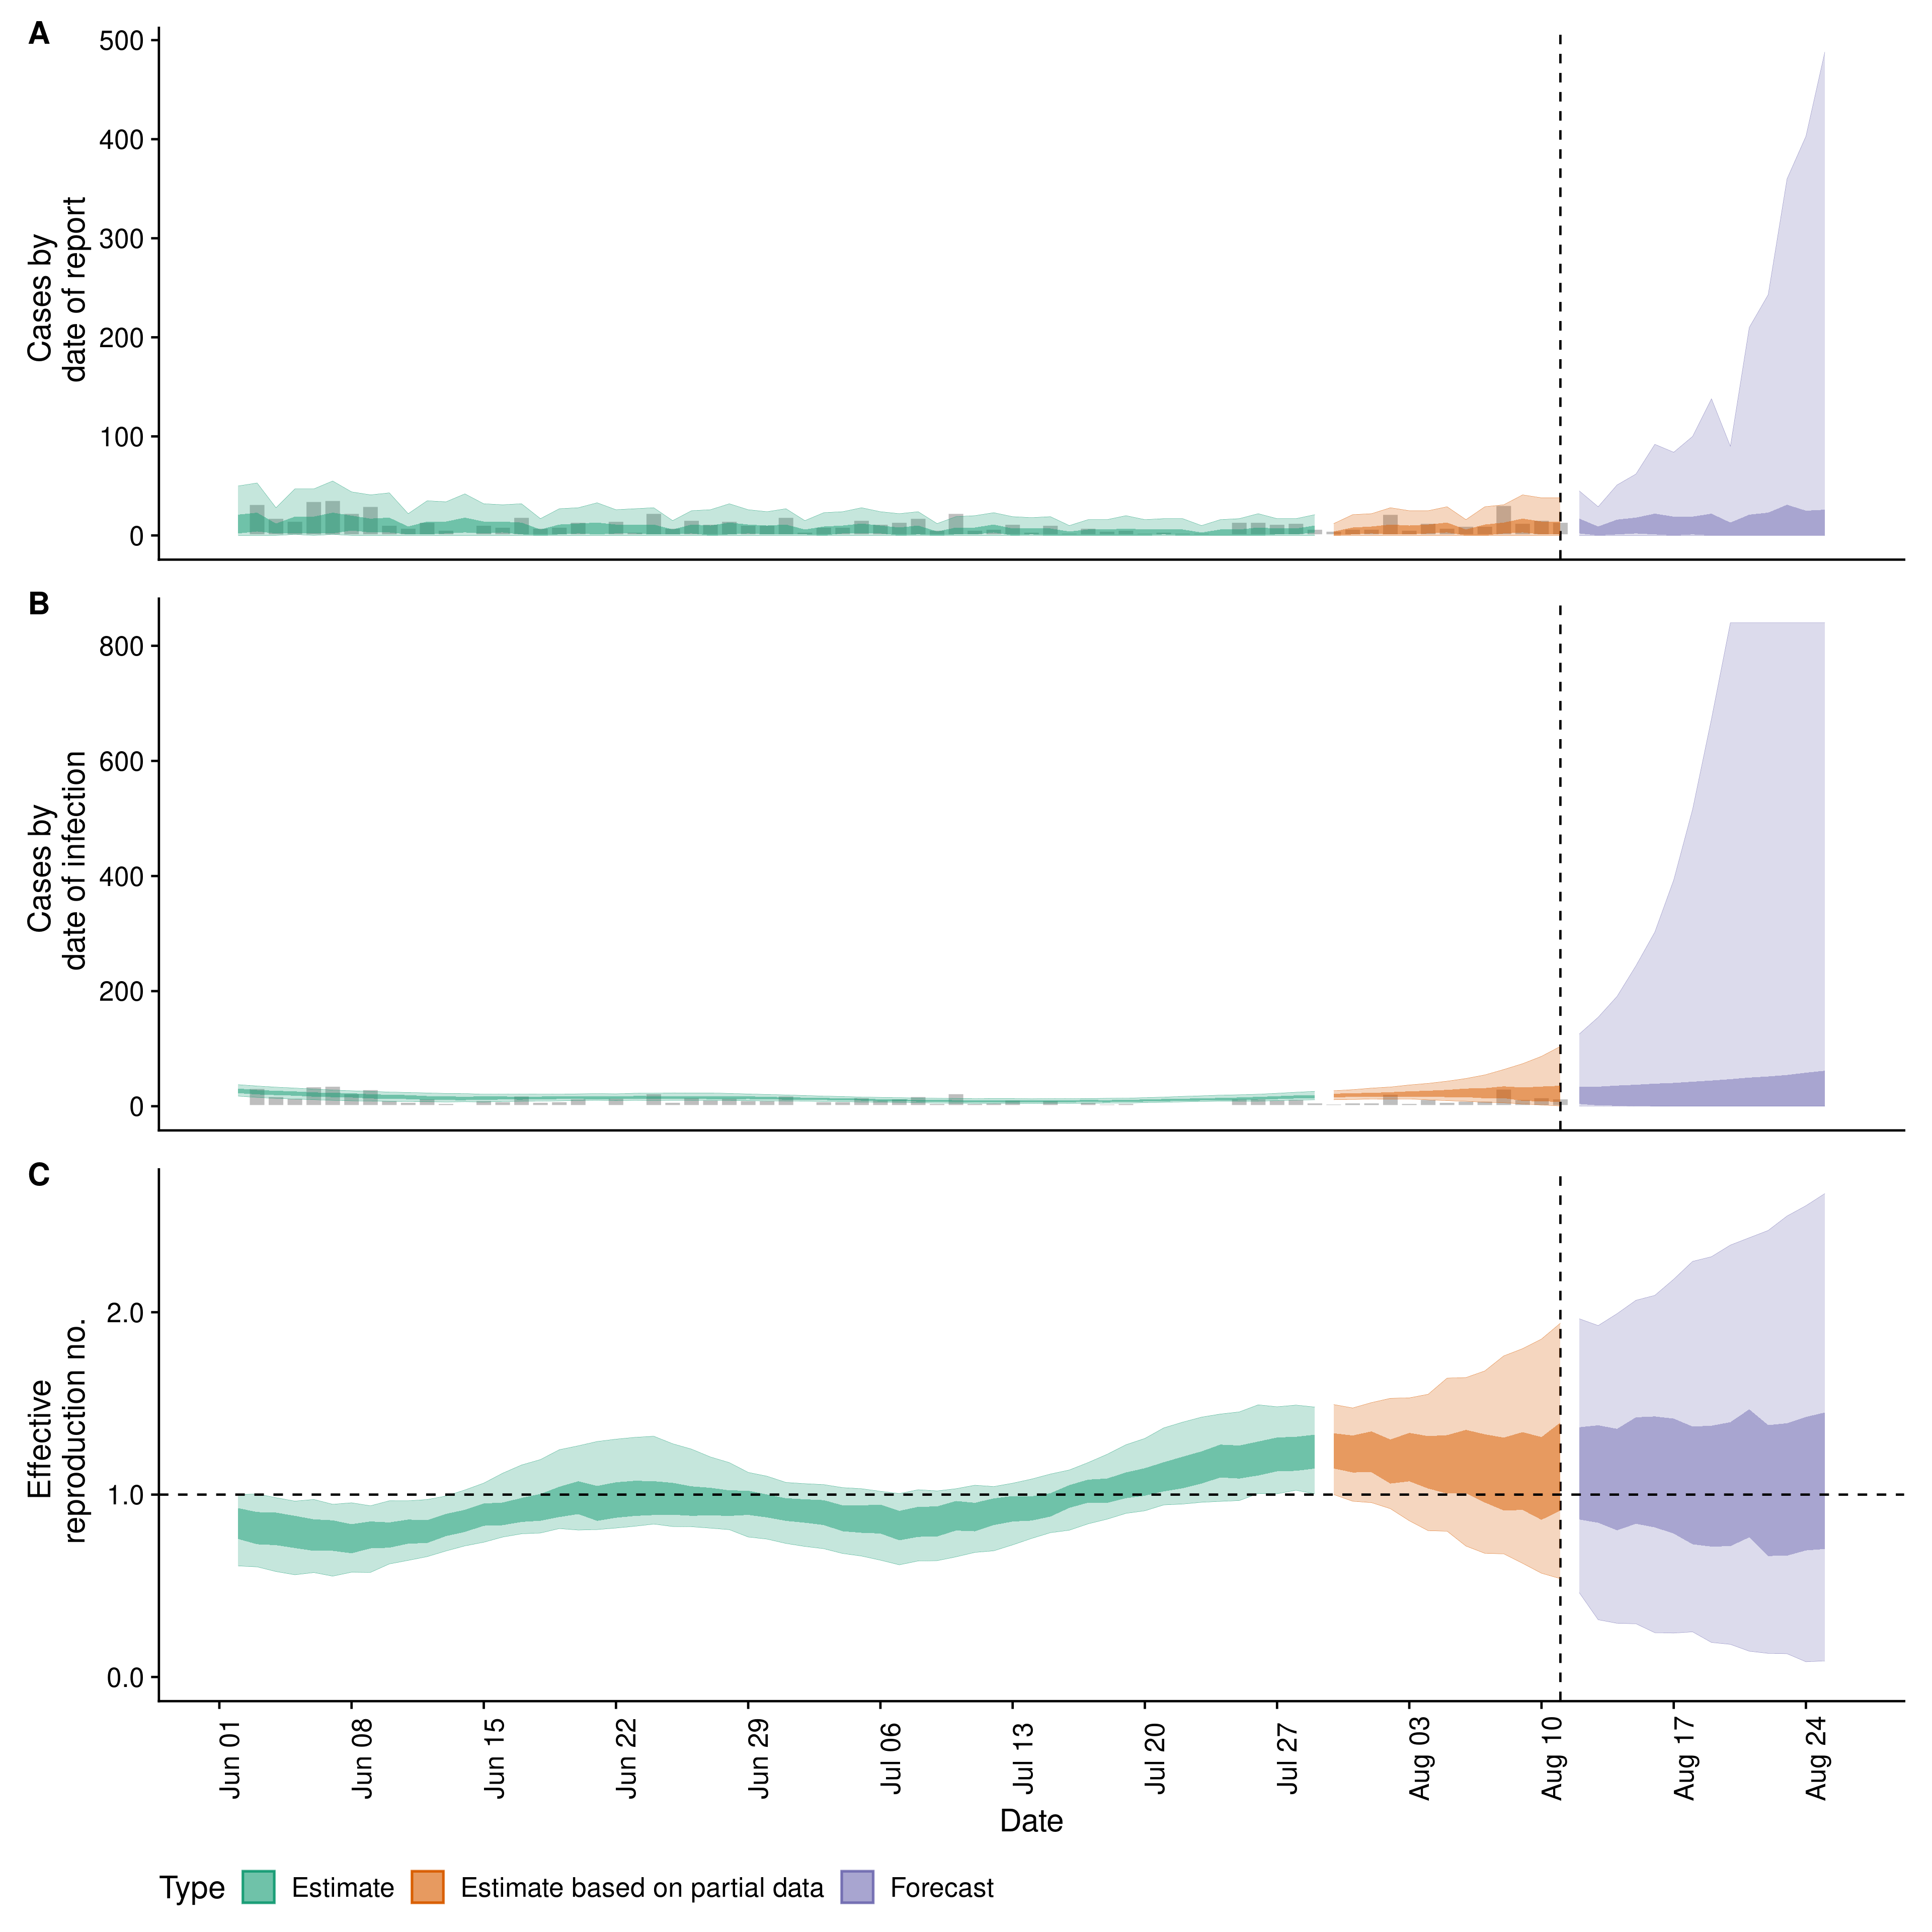 A
500
400
300
200
100
0
Cases by
date of report
B
800
600
400
200
0
Cases by
date of infection
C
2.0
1.0
0.0
Effective
reproduction no.
Jun 01
Jun 08
Jun 15
Jun 22
Jun 29
Jul 06
Jul 13
Jul 20
Jul 27
Aug 03
Aug 10
Aug 17
Aug 24
Date
Type Estimate Estimate based on partial data Forecast